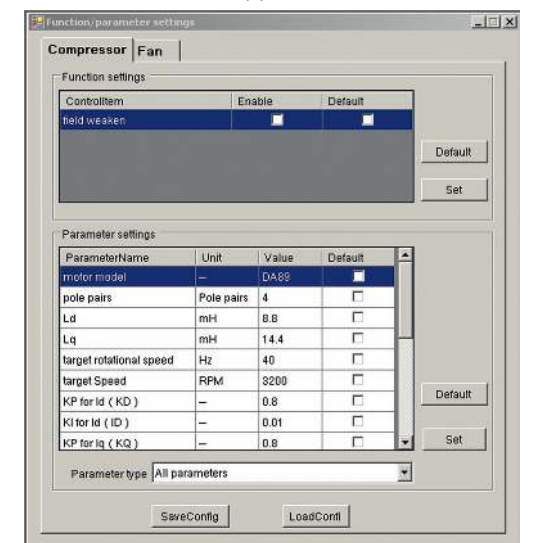 Function/parameter settings
Compressor Fan
Function settings
ControlItem Enable Default
field weaken
Default
Set
Parameter settings
ParameterName Unit Value Default
motor model – DA89
pole pairs Pole pairs 4
Ld mH 8.8
Lq mH 14.4
target rotational speed Hz 40
target Speed RPM 3200
KP for Id ( KD ) – 0.8
Default
KI for Id ( ID ) – 0.01
KP for Iq ( KQ ) – 0.8
Set
Parameter type All parameters
SaveConfig LoadConfi